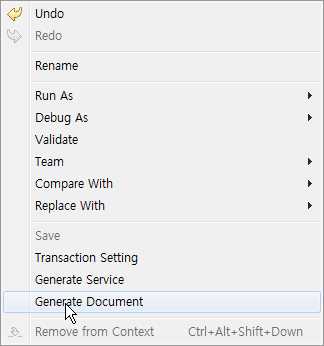 Undo
Redo
Rename
Run As
Debug As
Validate
Team
Compare With
Replace With
Save
Transaction Setting
Generate Service
Generate Document
Remove from Context Ctrl+Alt+Shift+Down